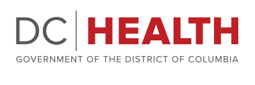 DC | HEALTH
GOVERNMENT OF THE DISTRICT OF COLUMBIA